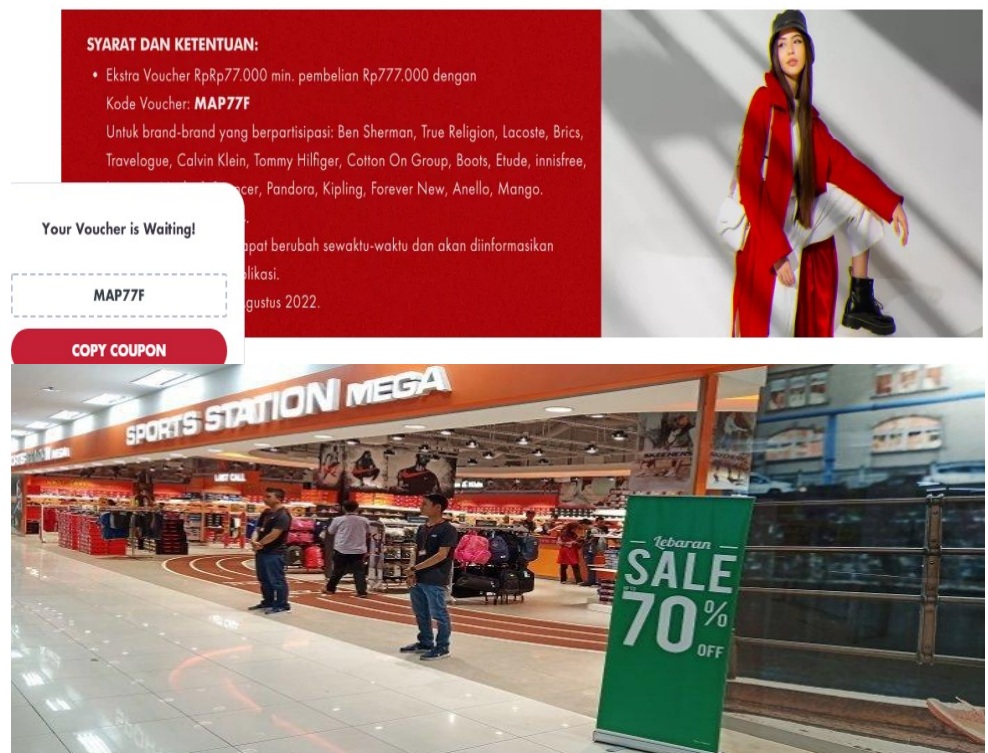 SYARAT DAN KETENTUAN:
• Ekstra Voucher RpRp77.000 min. pembelian Rp777.000 dengan
Kode Voucher: MAP77F
Untuk brand-brand yang berpartisipasi: Ben Sherman, True Religion, Lacoste, Brics,
Travelogue, Calvin Klein, Tommy Hilfiger, Cotton On Group, Boots, Etude, innisfree,
Pandora, Kipling, Forever New, Anello, Mango.
berubah sewaktu-waktu dan akan diinformasikan
2022.
Your Voucher is Waiting!
MAP77F
COPY COUPON
SPORTS STATION MEGA
LAST CALL
Lebaran
SALE
70%
OFF